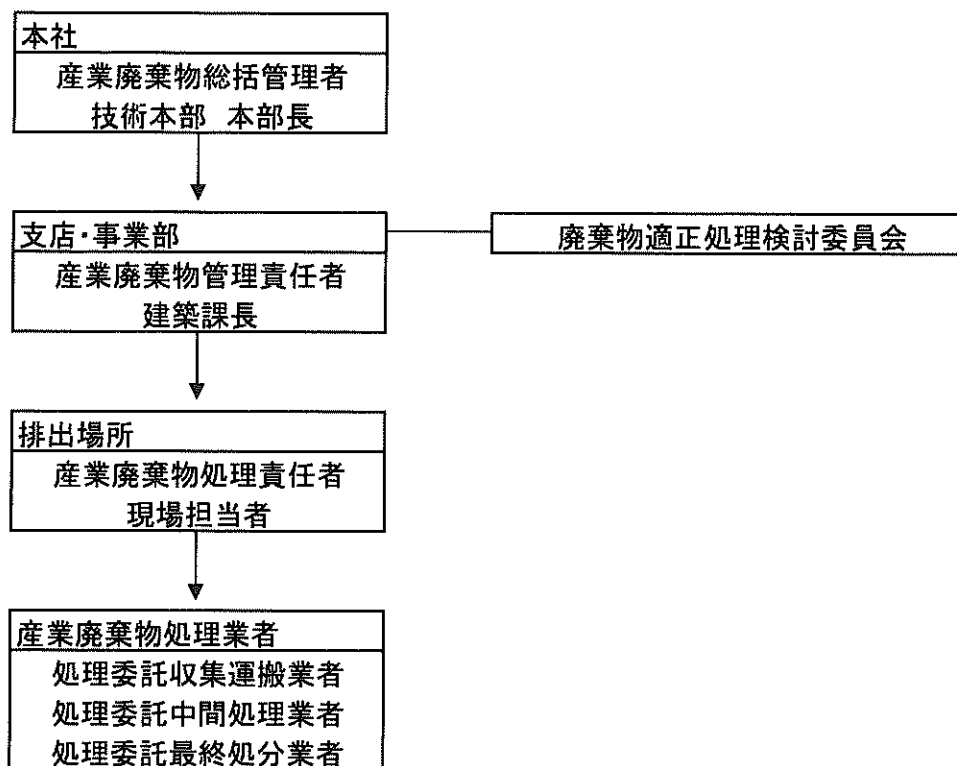 本社
産業廃棄物総括管理者
技術本部 本部長
支店・事業部
廃棄物適正処理検討委員会
産業廃棄物管理責任者
建築課長
排出場所
産業廃棄物処理責任者
現場担当者
産業廃棄物処理業者
処理委託収集運搬業者
処理委託中間処理業者
処理委託最終処分業者